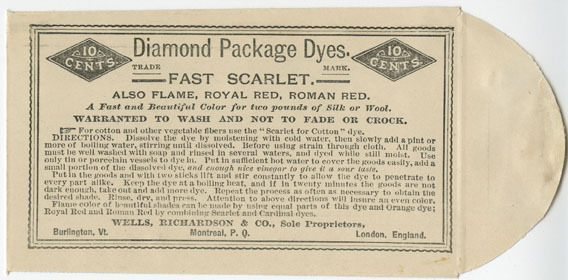 10 CENTS. Diamond Package Dyes. 10 CENTS.
TRADE MARK.
FAST SCARLET.
ALSO FLAME, ROYAL RED, ROMAN RED.
A Fast and Beautiful Color for two pounds of Silk or Wool.
WARRANTED TO WASH AND NOT TO FADE OR CROCK.
☞ For cotton and other vegetable fibers use the "Scarlet for Cotton" dye.
DIRECTIONS. Dissolve the dye by moistening with cold water, then slowly add a pint or
more of boiling water, stirring until dissolved. Before using strain through cloth. All goods
must be well washed with soap and rinsed in several waters, and dyed while still moist. Use
only tin or porcelain vessels to dye in. Put in sufficient hot water to cover the goods easily, add a
small portion of the dissolved dye, and enough nice vinegar to give it a sour taste.
Put in the goods and with two sticks lift and stir constantly to allow the dye to penetrate to
every part alike. Keep the dye at a boiling heat, and if in twenty minutes the goods are not
dark enough, take out and add more dye. Repeat the process as often as necessary to obtain the
desired shade. Rinse, dry, and press. Attention to above directions will insure an even color.
Flame color of beautiful shades can be made by using equal parts of this dye and Orange dye;
Royal Red and Roman Red by combining Scarlet and Cardinal dyes.
WELLS, RICHARDSON & CO., Sole Proprietors,
Burlington, Vt. Montreal, P. Q. London, England.